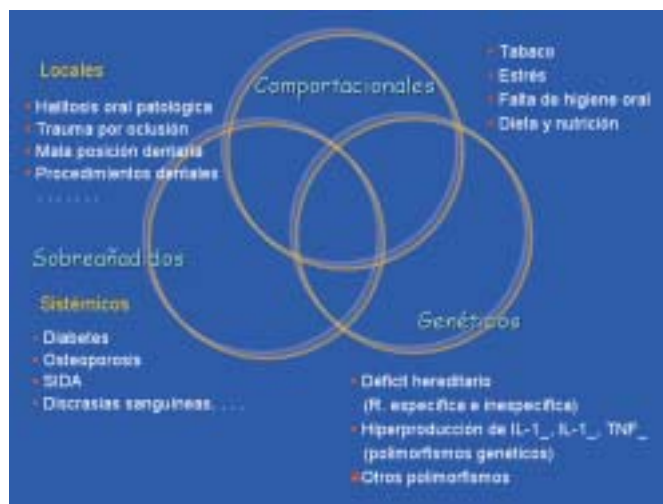 Locales
Halitosis oral patológica
Trauma por oclusión
Mala posición dentaria
Procedimientos dentales
. . . . . . .
Comportacionales
Tabaco
Estrés
Falta de higiene oral
Dieta y nutrición
Sobreañadidos
Sistémicos
Diabetes
Osteoporosis
SIDA
Discrasias sanguíneas. . . .
Genéticos
Déficit hereditario
(R. específica e inespecífica)
Hiperproducción de IL-1_, IL-1_, TNF_
(polimorfismos genéticos)
Otros polimorfismos